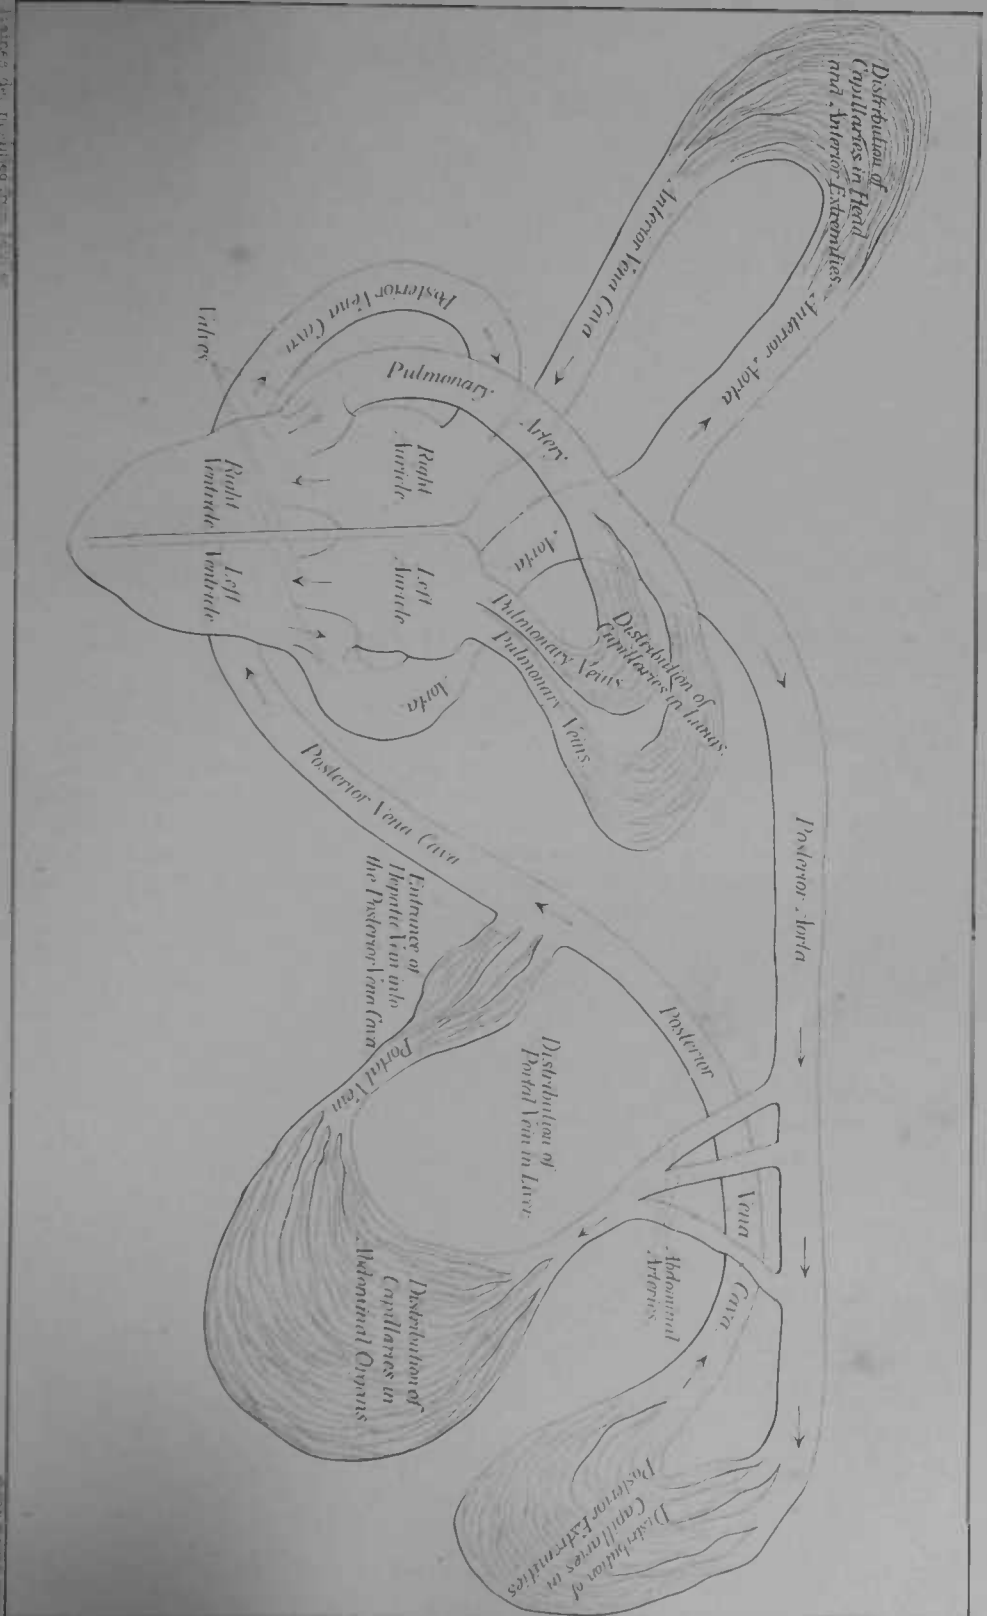 Distribution of
Capillaries in Head
and Anterior Extremities.
Anterior Vena Cava
Anterior Aorta
Posterior Vena Cava
Valves
Pulmonary
Artery.
Right
Auricle
Right
Ventricle
Left
Auricle
Left
Ventricle
Aorta
Pulmonary Veins
Pulmonary Veins.
Distribution of
Capillaries in Lungs.
Aorta
Posterior Vena Cava
Posterior Aorta
Entrance of
Hepatic Vein into
the Posterior Vena Cava
Portal Vein
Distribution of
Portal Vein in Liver.
Posterior
Vena
Cava.
Abdominal
Arteries.
Distribution of
Capillaries in
Abdominal Organs
Distribution of
Capillaries in
Posterior Extremities